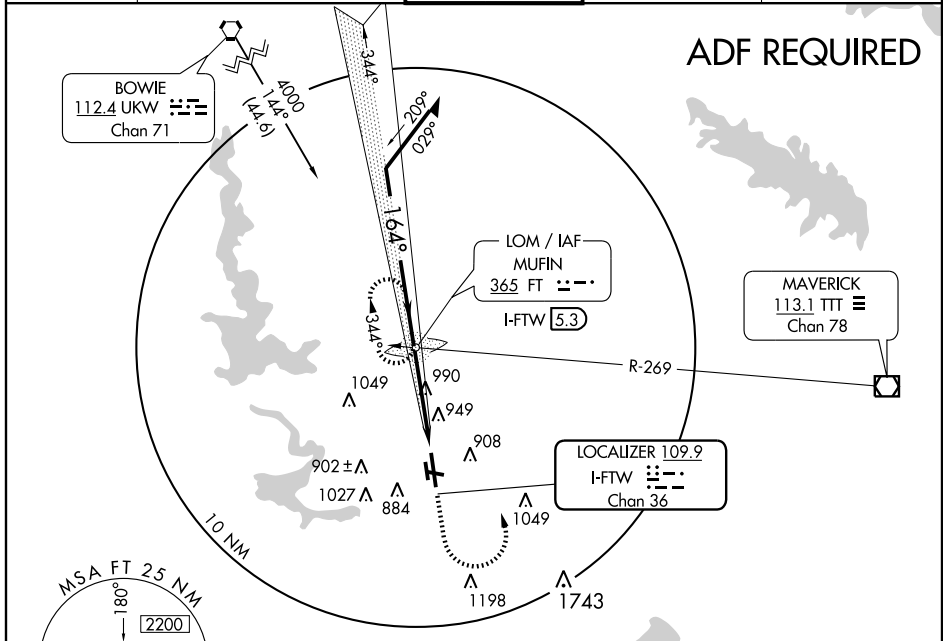 ADF REQUIRED
BOWIE
112.4 UKW
Chan 71
4000
144°
(44.6)
344°
209°
029°
164°
LOM / IAF
MUFIN
365 FT
I-FTW 5.3
MAVERICK
113.1 TTT
Chan 78
344°
R-269
1049
990
949
908
902 ±
1027
884
LOCALIZER 109.9
I-FTW
Chan 36
1049
10 NM
1198
1743
MSA FT 25 NM
180°
2200